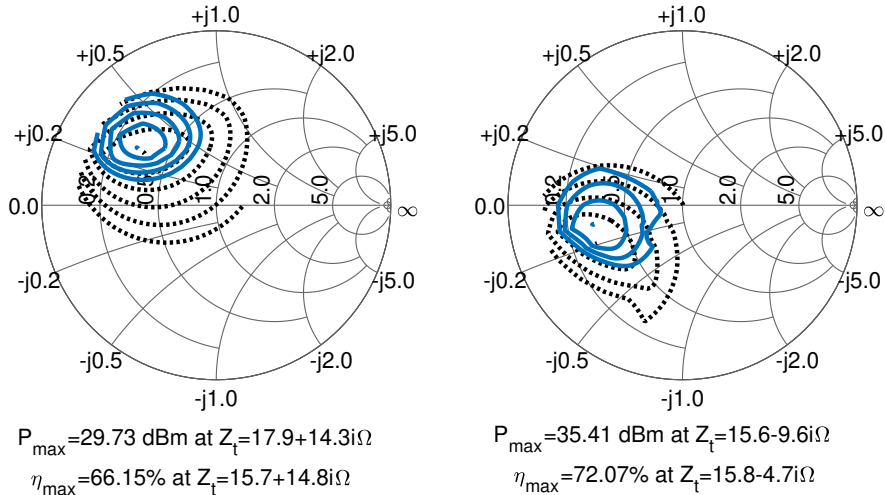 +j1.0
+j0.5
+j2.0
+j0.2
+j5.0
0.2
0.5
1.0
2.0
5.0
0.0
∞
-j0.2
-j5.0
-j0.5
-j2.0
-j1.0
P_max=29.73 dBm at Z_t=17.9+14.3iΩ
η_max=66.15% at Z_t=15.7+14.8iΩ
+j1.0
+j0.5
+j2.0
+j0.2
+j5.0
0.2
0.5
1.0
2.0
5.0
0.0
∞
-j0.2
-j5.0
-j0.5
-j2.0
-j1.0
P_max=35.41 dBm at Z_t=15.6-9.6iΩ
η_max=72.07% at Z_t=15.8-4.7iΩ